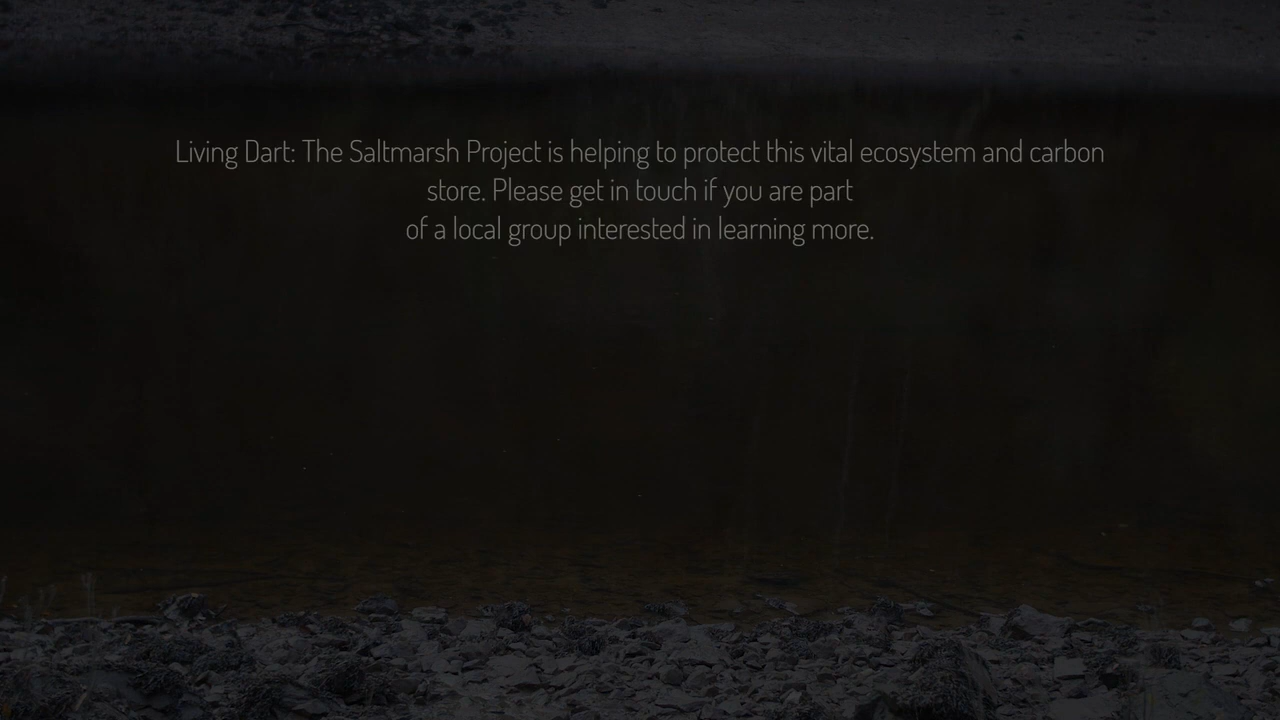 Living Dart: The Saltmarsh Project is helping to protect this vital ecosystem and carbon
store. Please get in touch if you are part
of a local group interested in learning more.